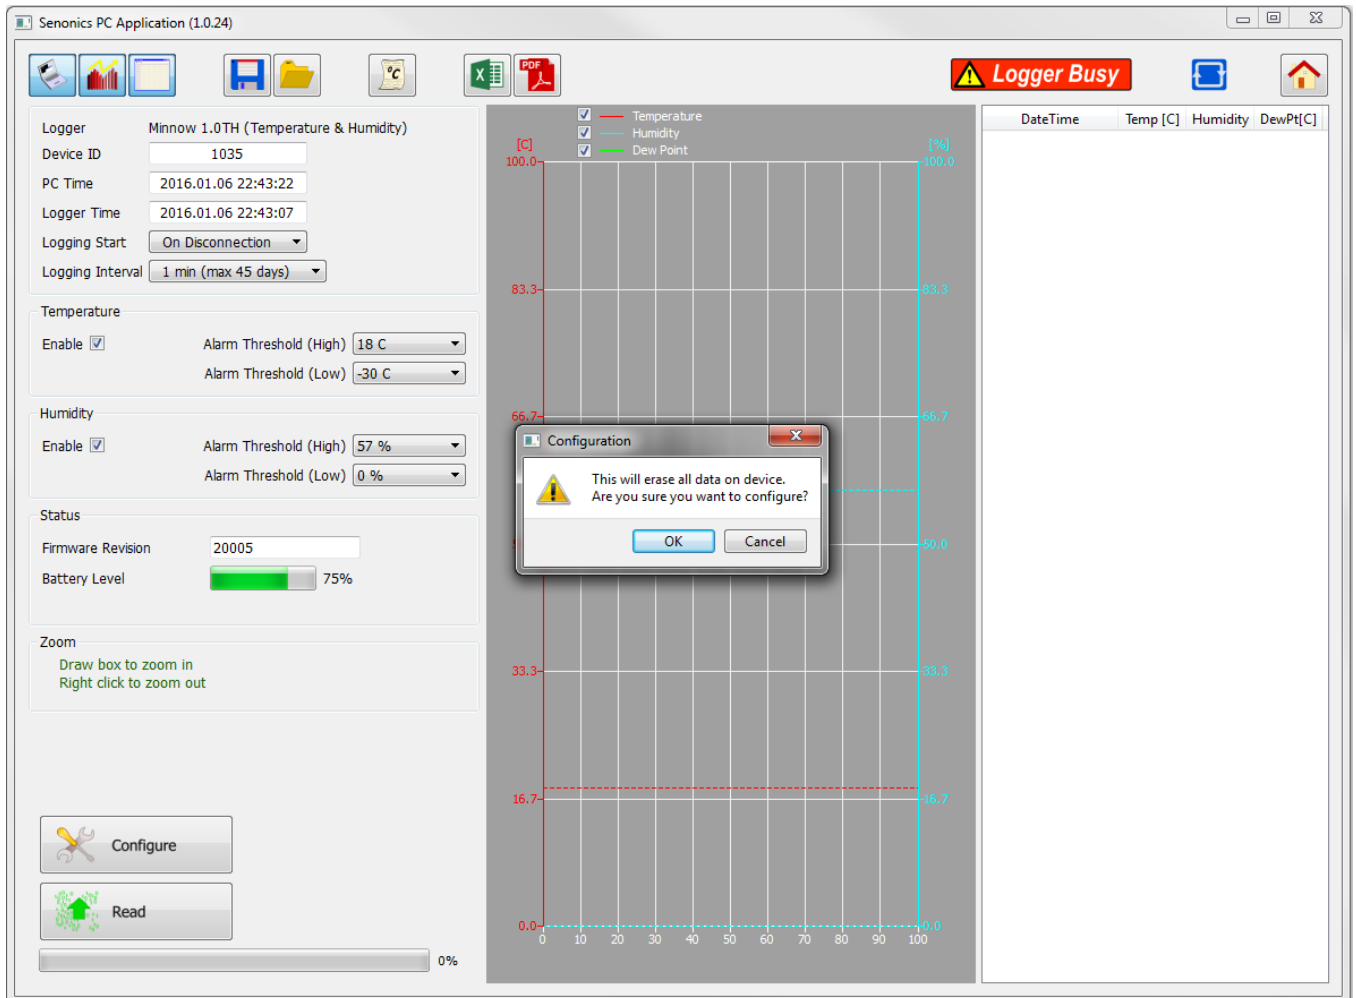 Senonics PC Application (1.0.24)
°C
X
PDF
Logger Busy
Logger Minnow 1.0TH (Temperature & Humidity)
Device ID 1035
PC Time 2016.01.06 22:43:22
Logger Time 2016.01.06 22:43:07
Logging Start On Disconnection
Logging Interval 1 min (max 45 days)
Temperature
Enable Alarm Threshold (High) 18 C
Alarm Threshold (Low) -30 C
Humidity
Enable Alarm Threshold (High) 57 %
Alarm Threshold (Low) 0 %
Status
Firmware Revision 20005
Battery Level 75%
Zoom
Draw box to zoom in
Right click to zoom out
Configure
Read
0%
Temperature
Humidity
Dew Point
[C] [%]
100.0 100.0
83.3 83.3
66.7 66.7
50.0
33.3 33.3
16.7 16.7
0.0 0.0
0 10 20 30 40 50 60 70 80 90 100
Configuration
This will erase all data on device.
Are you sure you want to configure?
OK Cancel
DateTime Temp [C] Humidity DewPt[C]